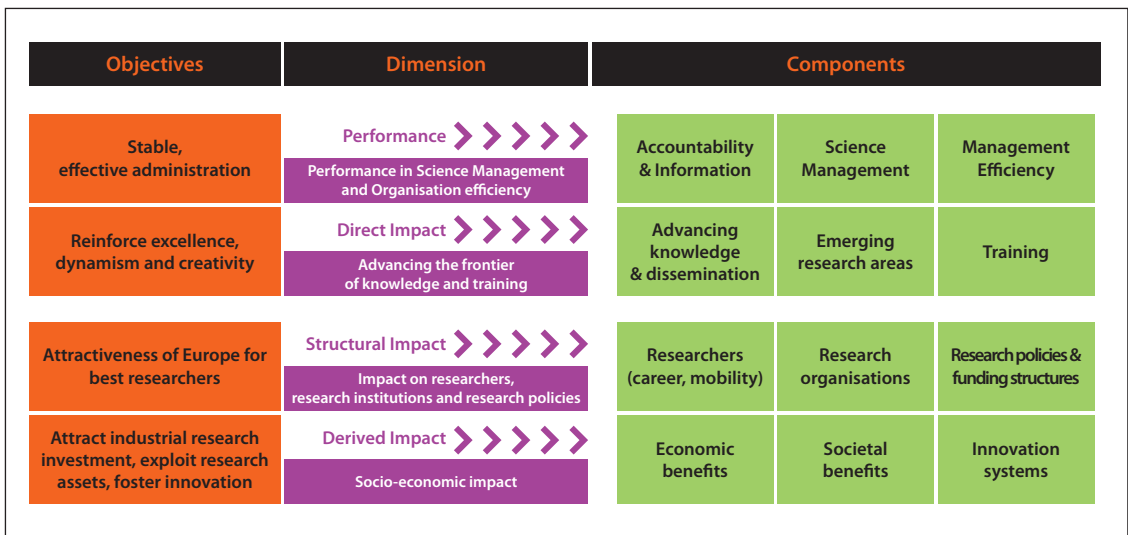 Objectives
Dimension
Components
Stable,
effective administration
Performance
Performance in Science Management
and Organisation efficiency
Accountability
& Information
Science
Management
Management
Efficiency
Reinforce excellence,
dynamism and creativity
Direct Impact
Advancing the frontier
of knowledge and training
Advancing
knowledge
& dissemination
Emerging
research areas
Training
Attractiveness of Europe for
best researchers
Structural Impact
Impact on researchers,
research institutions and research policies
Researchers
(career, mobility)
Research
organisations
Research policies &
funding structures
Attract industrial research
investment, exploit research
assets, foster innovation
Derived Impact
Socio-economic impact
Economic
benefits
Societal
benefits
Innovation
systems